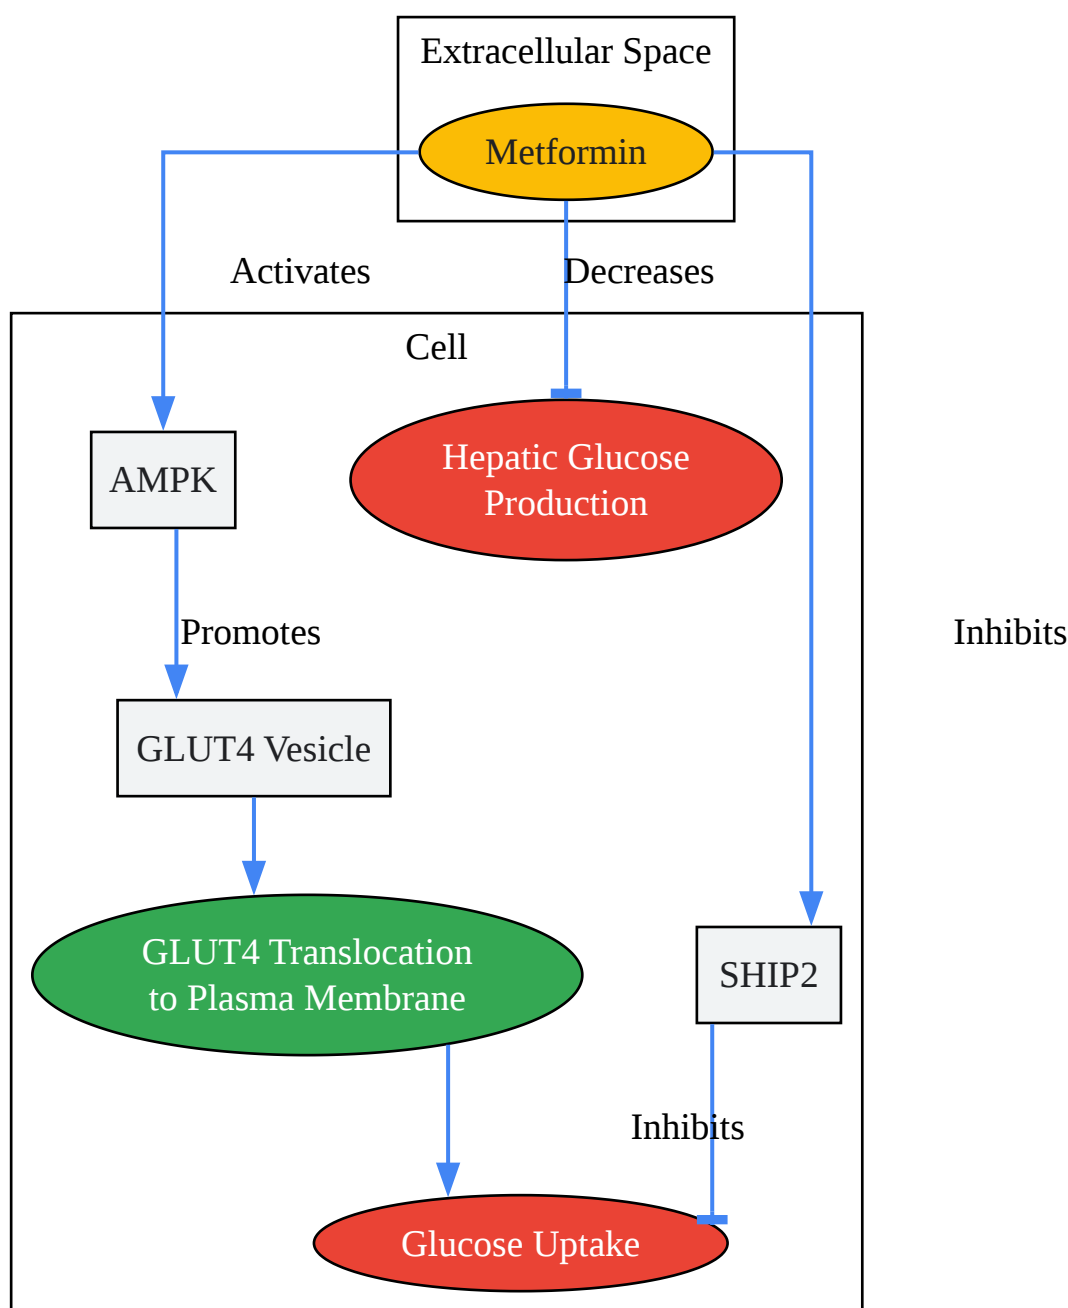 Extracellular Space
Metformin
Activates
Decreases
Cell
Hepatic Glucose
Production
AMPK
Promotes
Inhibits
GLUT4 Vesicle
GLUT4 Translocation
to Plasma Membrane
SHIP2
Inhibits
Glucose Uptake